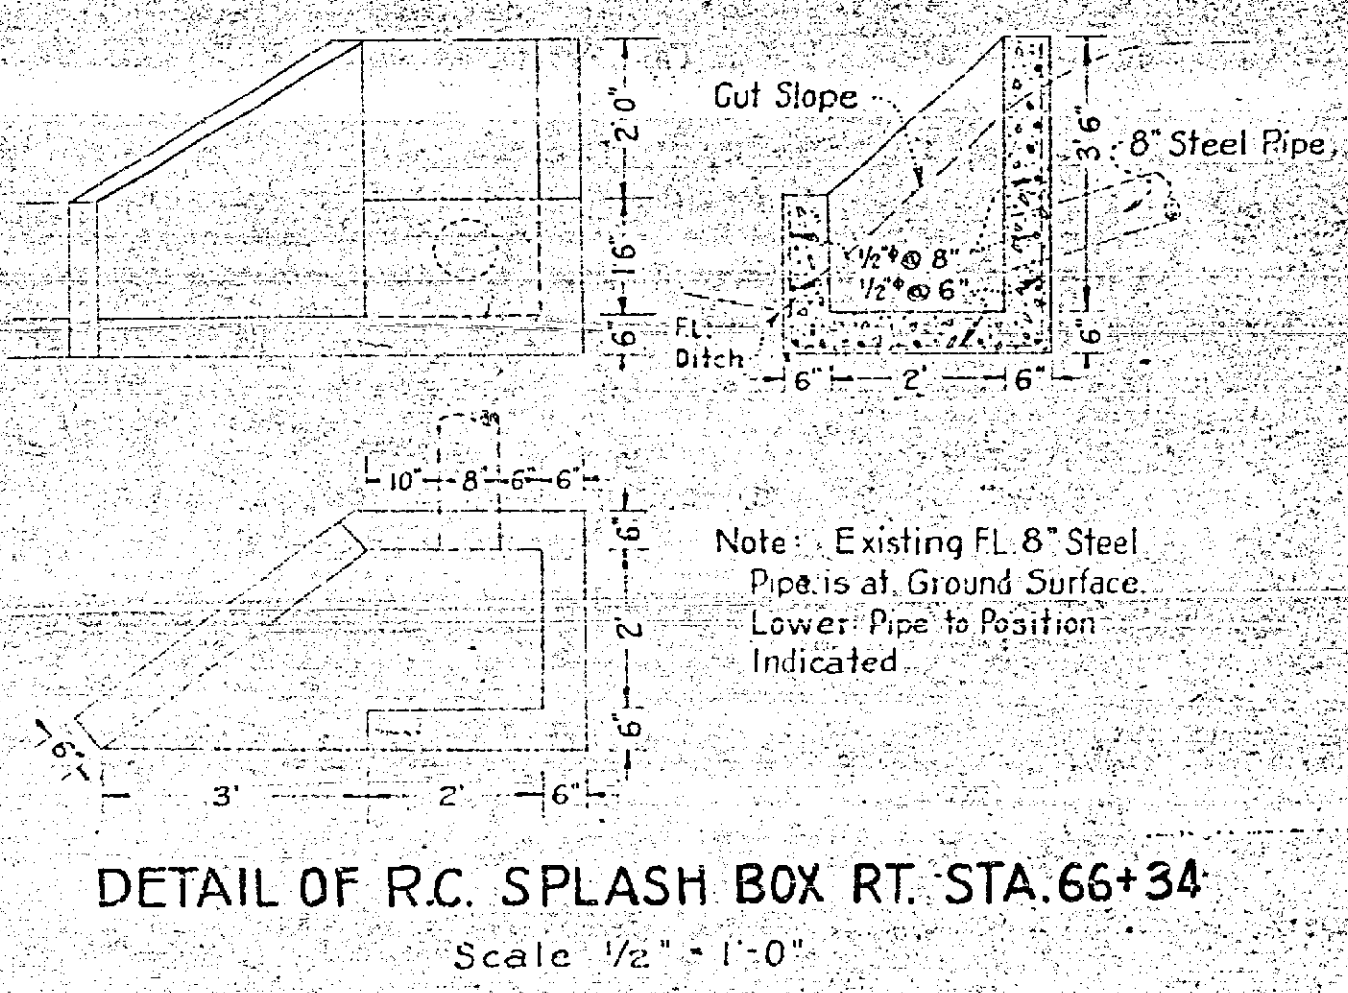 2'0"
16"
6"
Cut Slope
3'6"
8" Steel Pipe
1/2"ᶲ @ 8"
1/2"ᶲ @ 6"
F.L.
Ditch
6"
6" 2' 6"
10" 8" 6" 6"
6"
2'
6"
6"
3' 2' 6"
Note: Existing F.L. 8" Steel
Pipe is at Ground Surface.
Lower Pipe to Position
Indicated
DETAIL OF R.C. SPLASH BOX RT. STA. 66+34
Scale 1/2" = 1'-0"